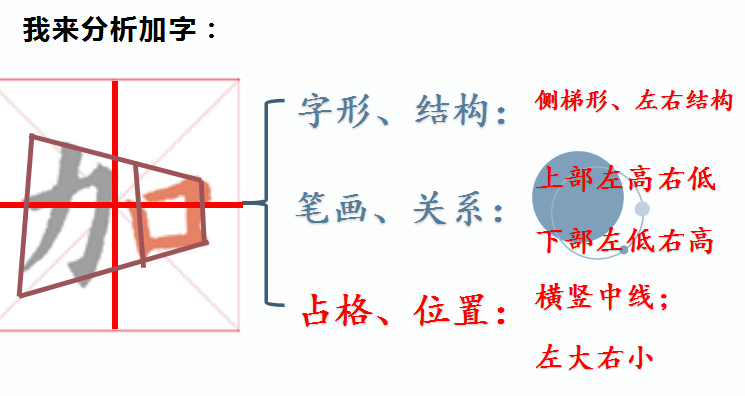 我来分析加字：
加
字形、结构：
侧梯形、左右结构
笔画、关系：
上部左高右低
下部左低右高
占格、位置：
横竖中线；
左大右小